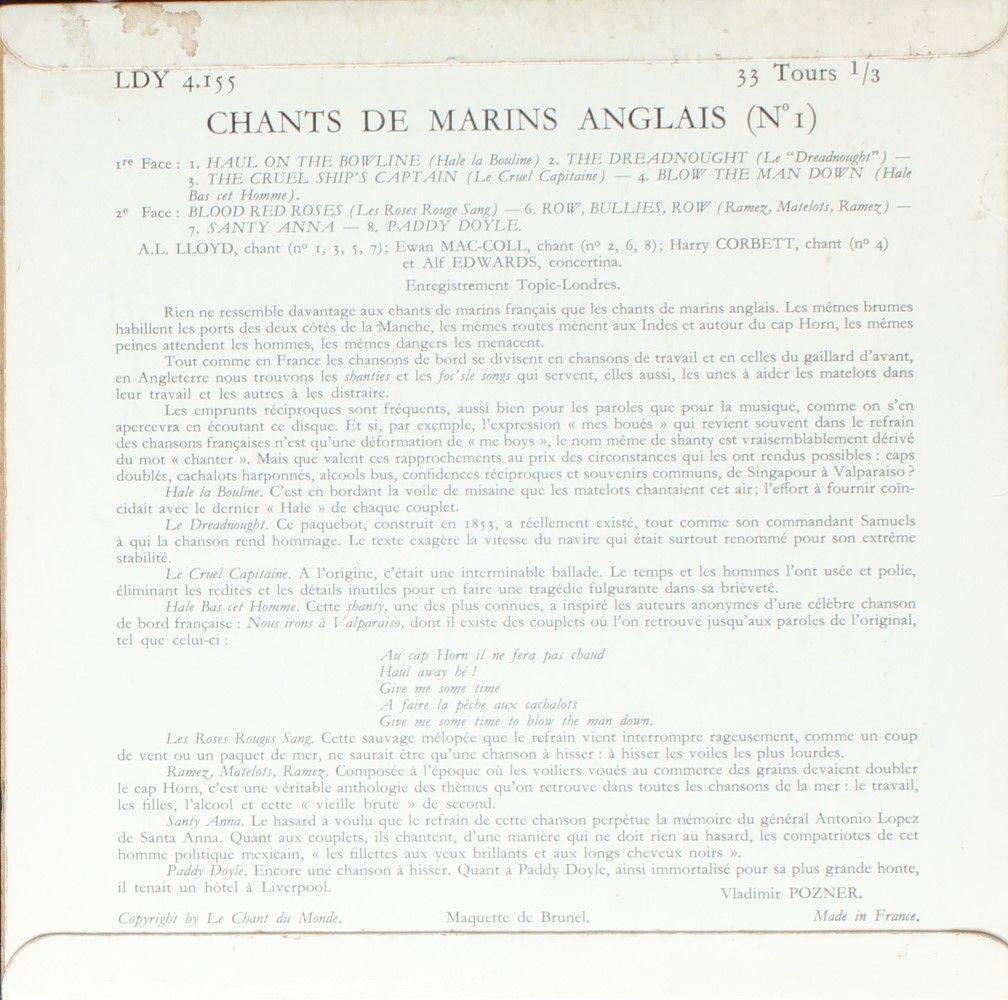 LDY 4.155 33 Tours 1/3
CHANTS DE MARINS ANGLAIS (Nº 1)
1re Face : 1. HAUL ON THE BOWLINE (Hale la Bouline) 2. THE DREADNOUGHT (Le “Dreadnought”) —
3. THE CRUEL SHIP'S CAPTAIN (Le Cruel Capitaine) — 4. BLOW THE MAN DOWN (Hale
Bas cet Homme).
2e Face : BLOOD RED ROSES (Les Roses Rouge Sang) — 6. ROW, BULLIES, ROW (Ramez, Matelots, Ramez) —
7. SANTY ANNA — 8. PADDY DOYLE.
A.L. LLOYD, chant (nº 1, 3, 5, 7); Ewan MAC-COLL, chant (nº 2, 6, 8); Harry CORBETT, chant (nº 4)
et Alf EDWARDS, concertina.
Enregistrement Topic-Londres.
Rien ne ressemble davantage aux chants de marins français que les chants de marins anglais. Les mêmes brumes
habillent les ports des deux côtés de la Manche, les mêmes routes mènent aux Indes et autour du cap Horn, les mêmes
peines attendent les hommes, les mêmes dangers les menacent.
Tout comme en France les chansons de bord se divisent en chansons de travail et en celles du gaillard d'avant,
en Angleterre nous trouvons les shanties et les foc'sle songs qui servent, elles aussi, les unes à aider les matelots dans
leur travail et les autres à les distraire.
Les emprunts réciproques sont fréquents, aussi bien pour les paroles que pour la musique, comme on s'en
apercevra en écoutant ce disque. Et si, par exemple, l'expression « mes boués » qui revient souvent dans le refrain
des chansons françaises n'est qu'une déformation de « me boys », le nom même de shanty est vraisemblablement dérivé
du mot « chanter ». Mais que valent ces rapprochements au prix des circonstances qui les ont rendus possibles : caps
doublés, cachalots harponnés, alcools bus, confidences réciproques et souvenirs communs, de Singapour à Valparaiso ?
Hale la Bouline. C'est en bordant la voile de misaine que les matelots chantaient cet air; l'effort à fournir coïn-
cidait avec le dernier « Hale » de chaque couplet.
Le Dreadnought. Ce paquebot, construit en 1853, a réellement existé, tout comme son commandant Samuels
à qui la chanson rend hommage. Le texte exagère la vitesse du navire qui était surtout renommé pour son extrême
stabilité.
Le Cruel Capitaine. A l'origine, c'était une interminable ballade. Le temps et les hommes l'ont usée et polie,
éliminant les redites et les détails inutiles pour en faire une tragédie fulgurante dans sa brièveté.
Hale Bas cet Homme. Cette shanty, une des plus connues, a inspiré les auteurs anonymes d'une célèbre chanson
de bord française : Nous irons à Valparaiso, dont il existe des couplets où l'on retrouve jusqu'aux paroles de l'original,
tel que celui-ci :
Au cap Horn il ne fera pas chaud
Haul away hé !
Give me some time
A faire la pêche aux cachalots
Give me some time to blow the man down.
Les Roses Rouges Sang. Cette sauvage mélopée que le refrain vient interrompre rageusement, comme un coup
de vent ou un paquet de mer, ne saurait être qu'une chanson à hisser : à hisser les voiles les plus lourdes.
Ramez, Matelots, Ramez. Composée à l'époque où les voiliers voués au commerce des grains devaient doubler
le cap Horn, c'est une véritable anthologie des thèmes qu'on retrouve dans toutes les chansons de la mer : le travail,
les filles, l'alcool et cette « vieille brute » de second.
Santy Anna. Le hasard a voulu que le refrain de cette chanson perpétue la mémoire du général Antonio Lopez
de Santa Anna. Quant aux couplets, ils chantent, d'une manière qui ne doit rien au hasard, les compatriotes de cet
homme politique mexicain, « les fillettes aux yeux brillants et aux longs cheveux noirs ».
Paddy Doyle. Encore une chanson à hisser. Quant à Paddy Doyle, ainsi immortalisé pour sa plus grande honte,
il tenait un hôtel à Liverpool.
Vladimir POZNER.
Copyright by Le Chant du Monde. Maquette de Brunel. Made in France.